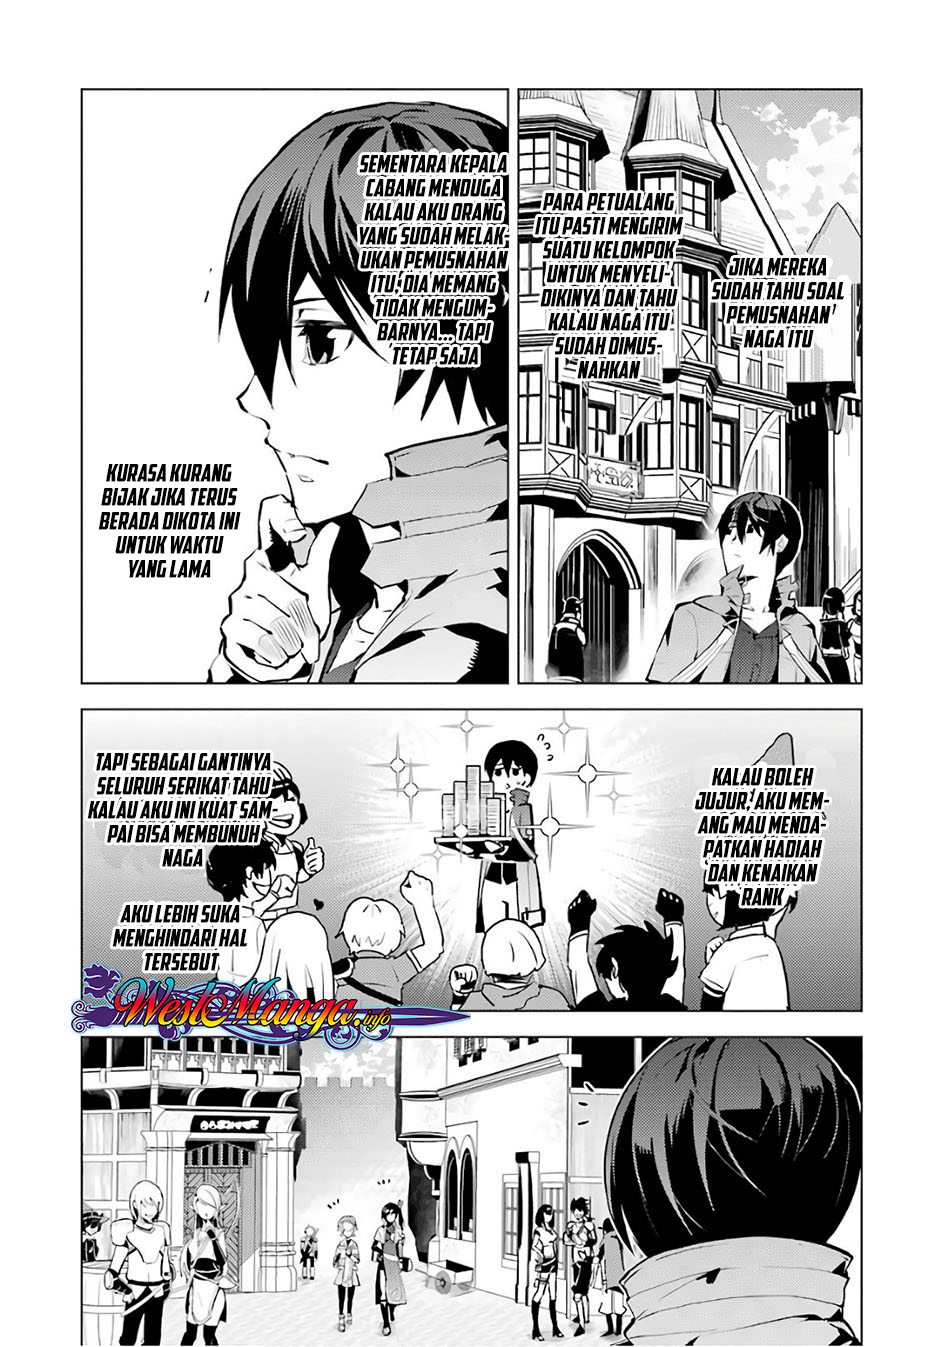 JIKA MEREKA
SUDAH TAHU SOAL
PEMUSNAHAN
NAGA ITU
PARA PETUALANG
ITU PASTI MENGIRIM
SUATU KELOMPOK
UNTUK MENYELI-
DIKINYA DAN TAHU
KALAU NAGA ITU
SUDAH DIMUS-
NAHKAN
SEMENTARA KEPALA
CABANG MENDUGA
KALAU AKU ORANG
YANG SUDAH MELAK-
UKAN PEMUSNAHAN
ITU, DIA MEMANG
TIDAK MENGUM-
BARNYA... TAPI
TETAP SAJA
KURASA KURANG
BIJAK JIKA TERUS
BERADA DIKOTA INI
UNTUK WAKTU
YANG LAMA
KALAU BOLEH
JUJUR, AKU MEM-
ANG MAU MENDA-
PATKAN HADIAH
DAN KENAIKAN
RANK
TAPI SEBAGAI GANTINYA
SELURUH SERIKAT TAHU
KALAU AKU INI KUAT SAM-
PAI BISA MEMBUNUH
NAGA
AKU LEBIH SUKA
MENGHINDARI HAL
TERSEBUT
WestManga.info